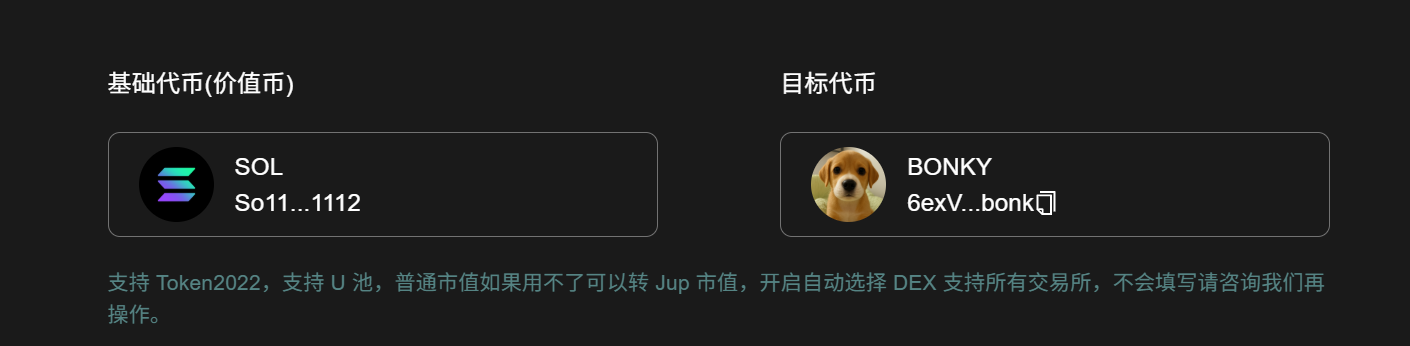 基础代币(价值币)
目标代币
SOL
So11...1112
BONKY
6exV...bonk
支持 Token2022，支持 U 池，普通市值如果用不了可以转 Jup 市值，开启自动选择 DEX 支持所有交易所，不会填写请咨询我们再
操作。